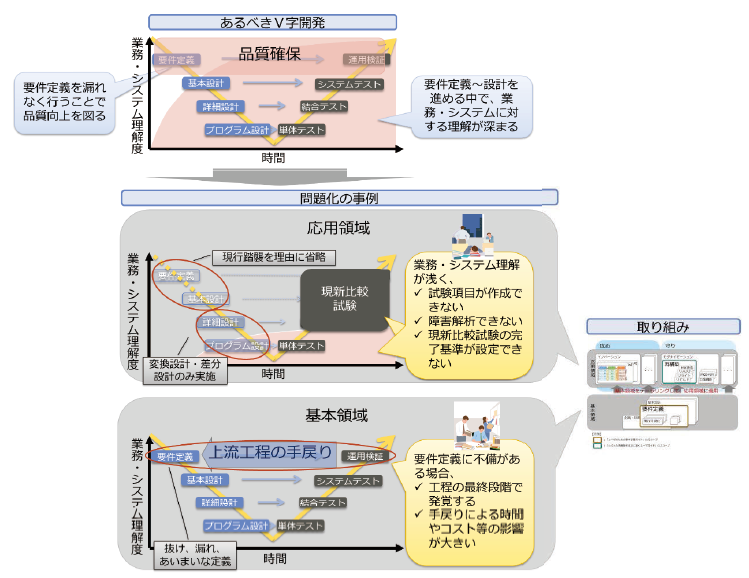 あるべきV字開発
業務・システム理解度
品質確保
要件定義
運用検証
基本設計
システムテスト
詳細設計
結合テスト
プログラム設計
単体テスト
時間
要件定義を漏れ
なく行うことで
品質向上を図る
要件定義～設計を
進める中で、業
務・システムに対
する理解が深まる
問題化の事例
応用領域
業務・システム理解度
現行踏襲を理由に省略
要件定義
基本設計
詳細設計
プログラム設計
単体テスト
現新比較
試験
変換設計・差分
設計のみ実施
時間
業務・システム理解
が浅く、
✓ 試験項目が作成で
きない
✓ 障害解析できない
✓ 現新比較試験の完
了基準が設定でき
ない
基本領域
業務・システム理解度
要件定義
上流工程の手戻り
運用検証
基本設計
システムテスト
詳細設計
結合テスト
プログラム設計
単体テスト
抜け、漏れ、
あいまいな定義
時間
要件定義に不備があ
る場合、
✓ 工程の最終段階で
発覚する
✓ 手戻りによる時間
やコスト等の影響
が大きい
取り組み
要件定義